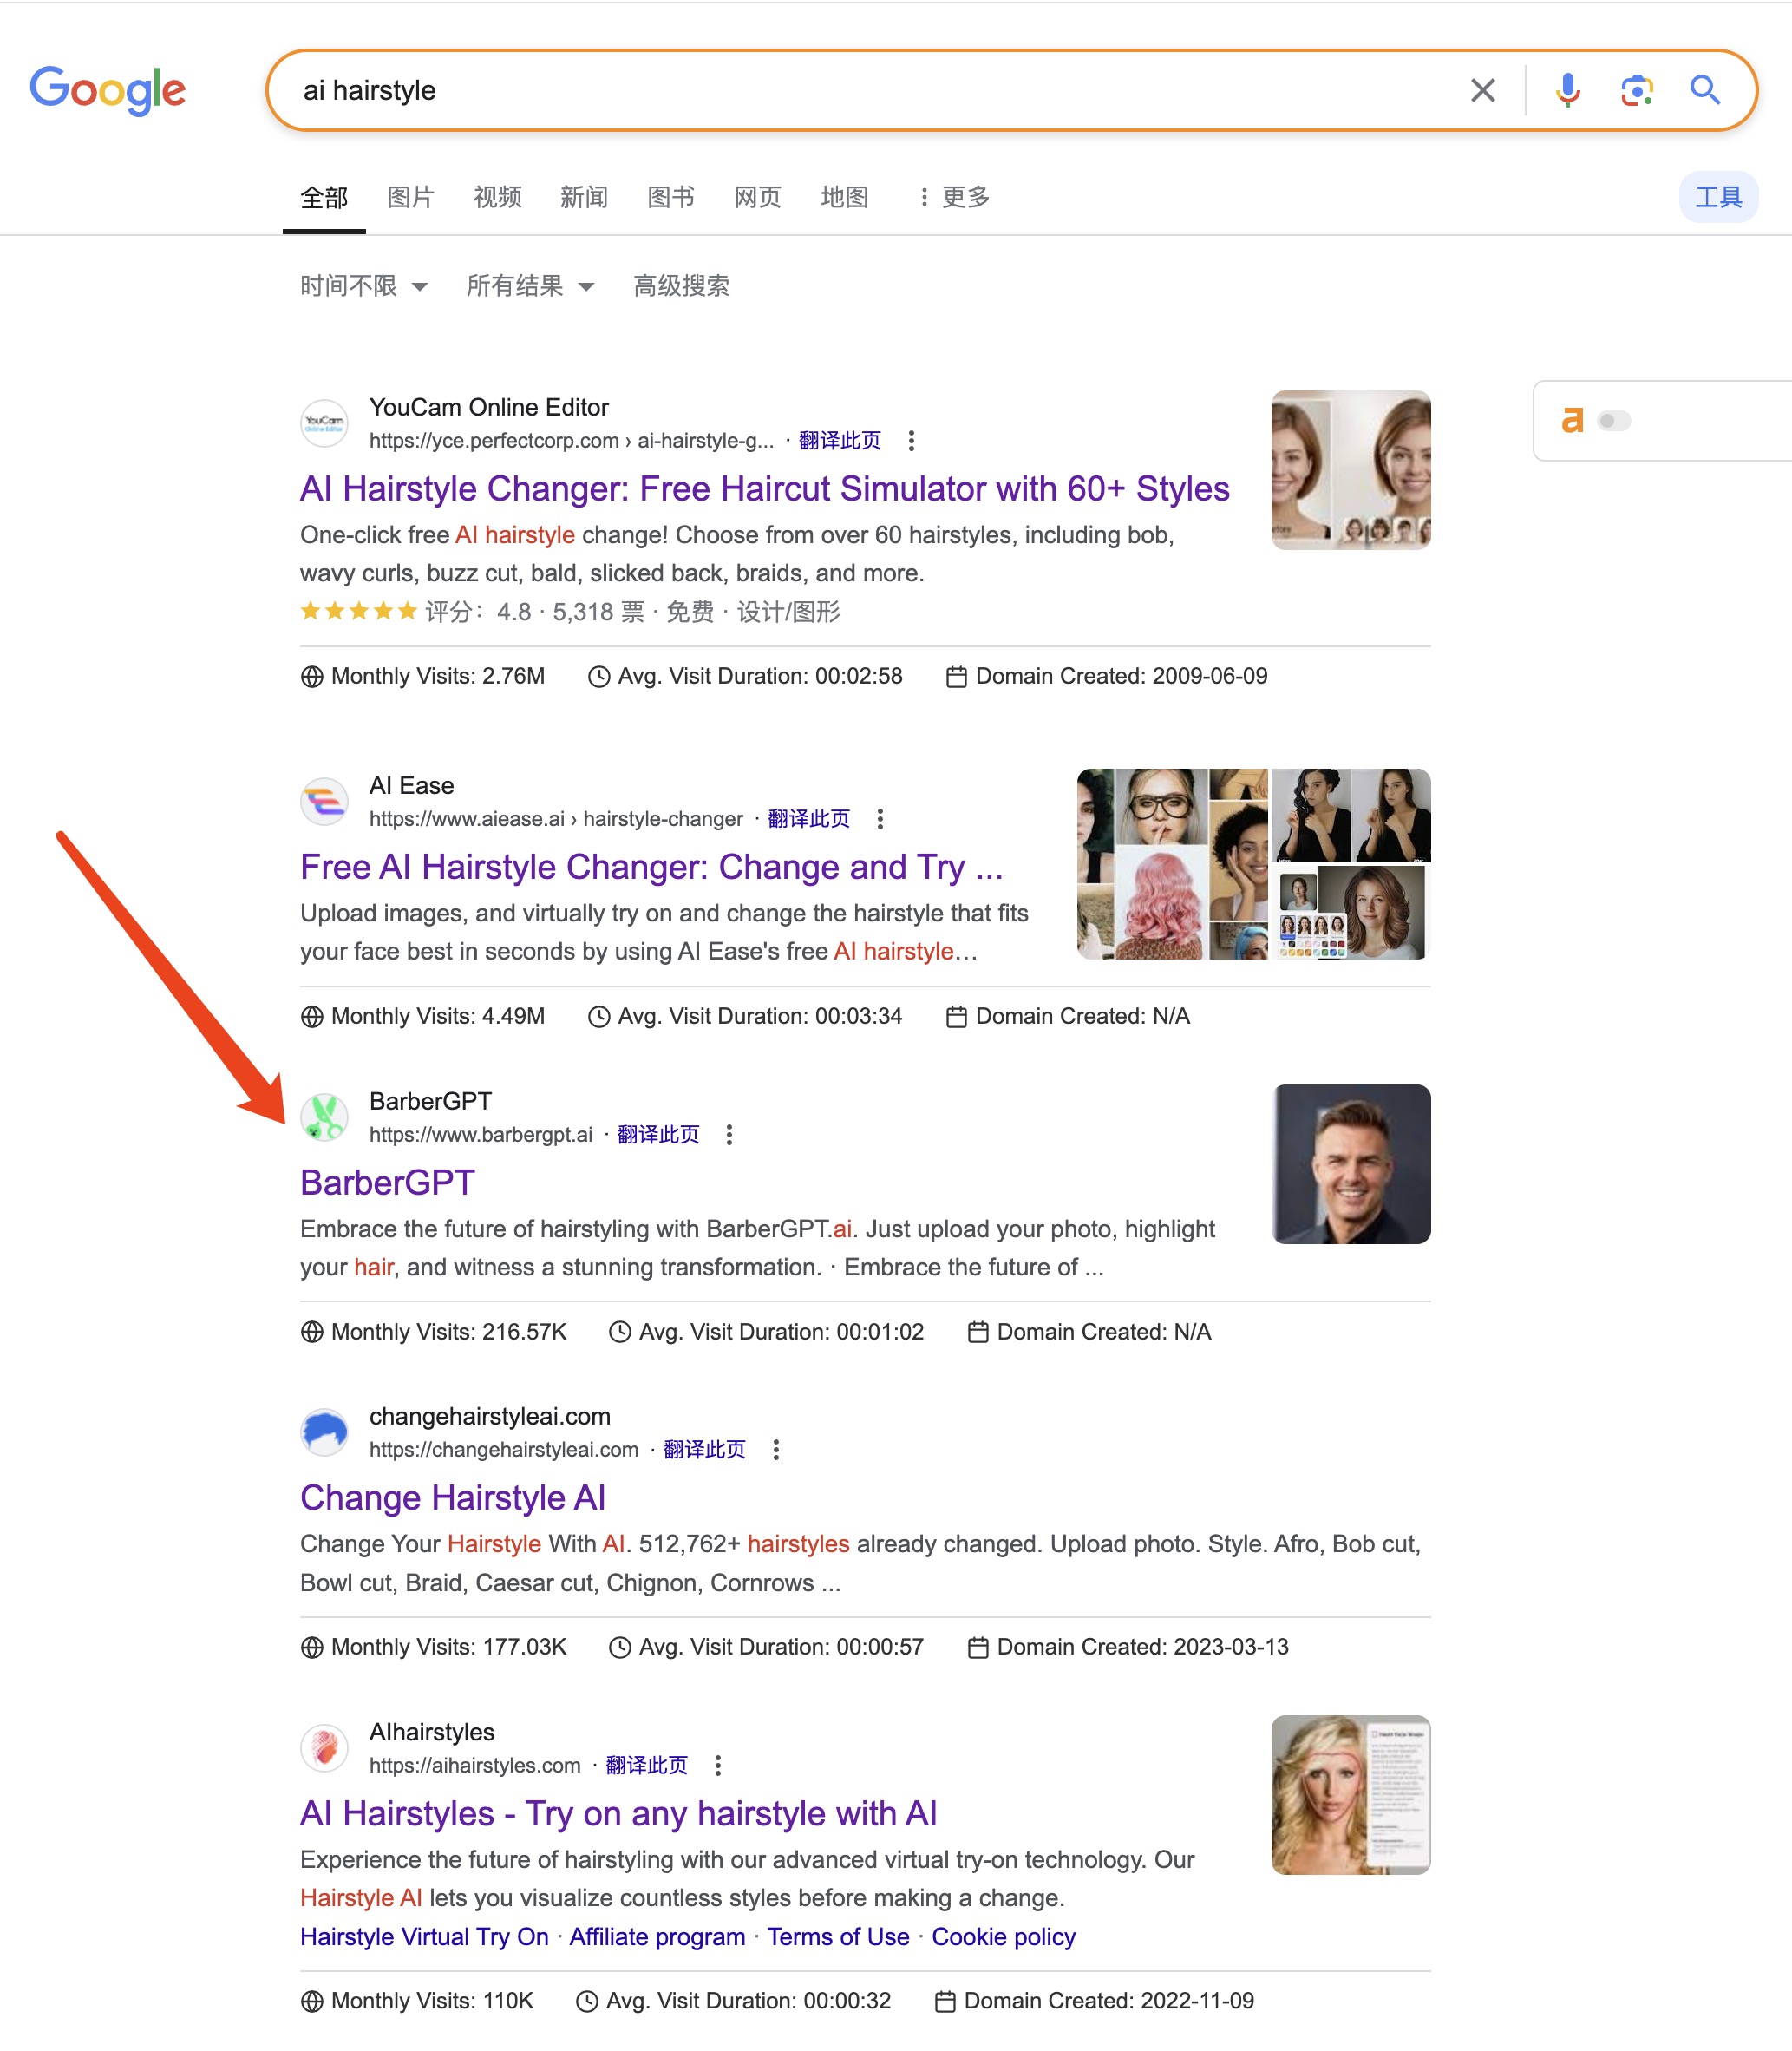 Google
ai hairstyle
全部 图片 视频 新闻 图书 网页 地图 更多 工具
时间不限 所有结果 高级搜索
YouCam Online Editor
YouCam
Online Editor
https://yce.perfectcorp.com › ai-hairstyle-g... · 翻译此页
AI Hairstyle Changer: Free Haircut Simulator with 60+ Styles
One-click free AI hairstyle change! Choose from over 60 hairstyles, including bob,
wavy curls, buzz cut, bald, slicked back, braids, and more.
评分：4.8 · 5,318 票 · 免费 · 设计/图形
Monthly Visits: 2.76M Avg. Visit Duration: 00:02:58 Domain Created: 2009-06-09
a
AI Ease
https://www.aiease.ai › hairstyle-changer · 翻译此页
Free AI Hairstyle Changer: Change and Try ...
Upload images, and virtually try on and change the hairstyle that fits
your face best in seconds by using AI Ease's free AI hairstyle…
Monthly Visits: 4.49M Avg. Visit Duration: 00:03:34 Domain Created: N/A
BarberGPT
https://www.barbergpt.ai · 翻译此页
BarberGPT
Embrace the future of hairstyling with BarberGPT.ai. Just upload your photo, highlight
your hair, and witness a stunning transformation. · Embrace the future of ...
Monthly Visits: 216.57K Avg. Visit Duration: 00:01:02 Domain Created: N/A
changehairstyleai.com
https://changehairstyleai.com · 翻译此页
Change Hairstyle AI
Change Your Hairstyle With AI. 512,762+ hairstyles already changed. Upload photo. Style. Afro, Bob cut,
Bowl cut, Braid, Caesar cut, Chignon, Cornrows ...
Monthly Visits: 177.03K Avg. Visit Duration: 00:00:57 Domain Created: 2023-03-13
AIhairstyles
https://aihairstyles.com · 翻译此页
AI Hairstyles - Try on any hairstyle with AI
Experience the future of hairstyling with our advanced virtual try-on technology. Our
Hairstyle AI lets you visualize countless styles before making a change.
Hairstyle Virtual Try On · Affiliate program · Terms of Use · Cookie policy
Monthly Visits: 110K Avg. Visit Duration: 00:00:32 Domain Created: 2022-11-09